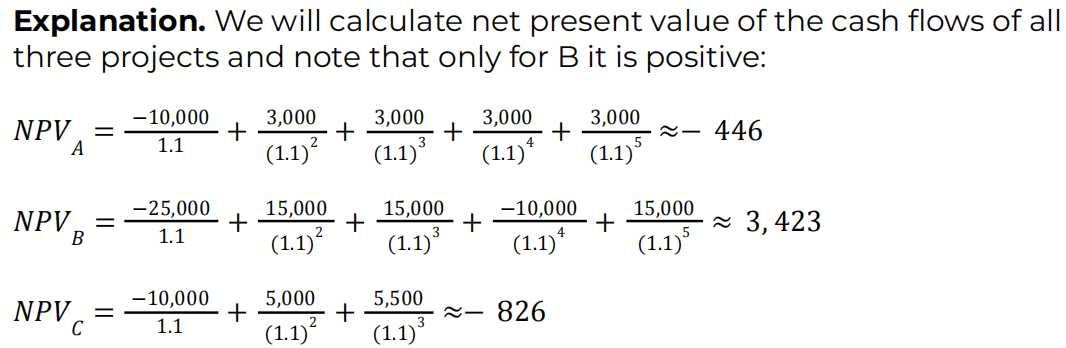 Explanation. We will calculate net present value of the cash flows of all
three projects and note that only for B it is positive:
NPV_A = \frac{-10,000}{1.1} + \frac{3,000}{(1.1)^2} + \frac{3,000}{(1.1)^3} + \frac{3,000}{(1.1)^4} + \frac{3,000}{(1.1)^5} ≈− 446
NPV_B = \frac{-25,000}{1.1} + \frac{15,000}{(1.1)^2} + \frac{15,000}{(1.1)^3} + \frac{-10,000}{(1.1)^4} + \frac{15,000}{(1.1)^5} ≈ 3,423
NPV_C = \frac{-10,000}{1.1} + \frac{5,000}{(1.1)^2} + \frac{5,500}{(1.1)^3} ≈− 826